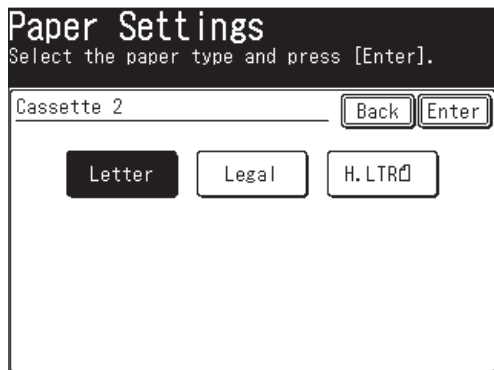 Paper Settings
Select the paper type and press [Enter].
Cassette 2 Back Enter
Letter Legal H.LTR